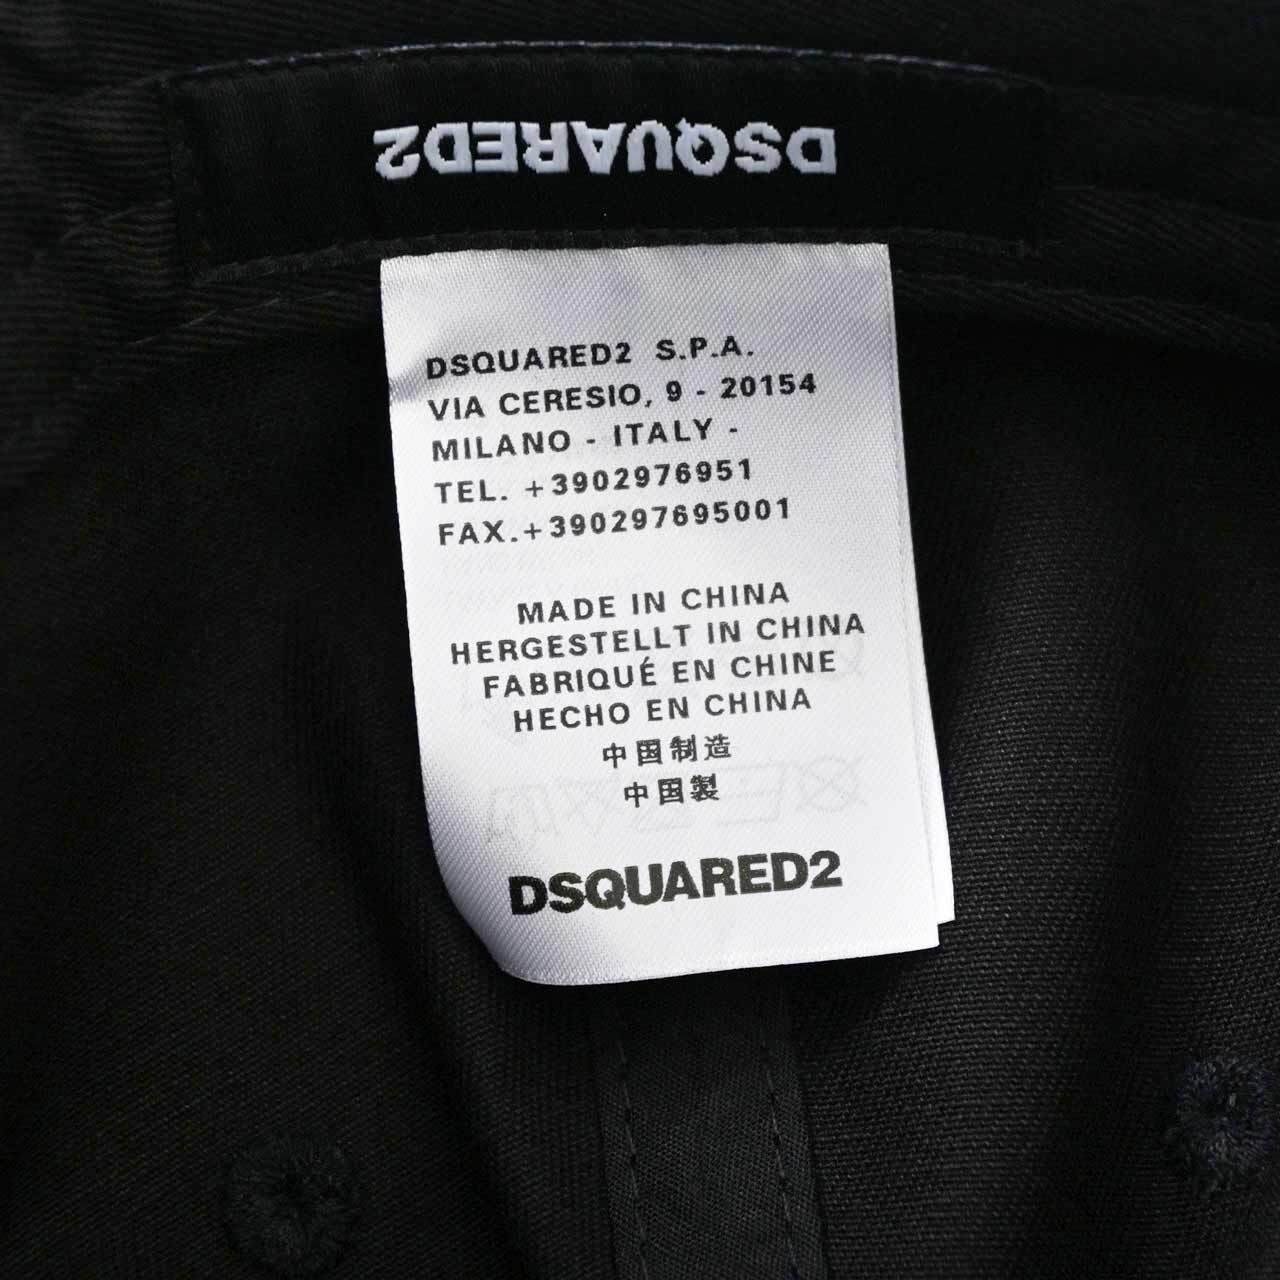 DSQUARED2
DSQUARED2 S.P.A.
VIA CERESIO, 9 - 20154
MILANO - ITALY -
TEL. +3902976951
FAX.+390297695001
MADE IN CHINA
HERGESTELLT IN CHINA
FABRIQUÉ EN CHINE
HECHO EN CHINA
中国制造
中国製
DSQUARED2